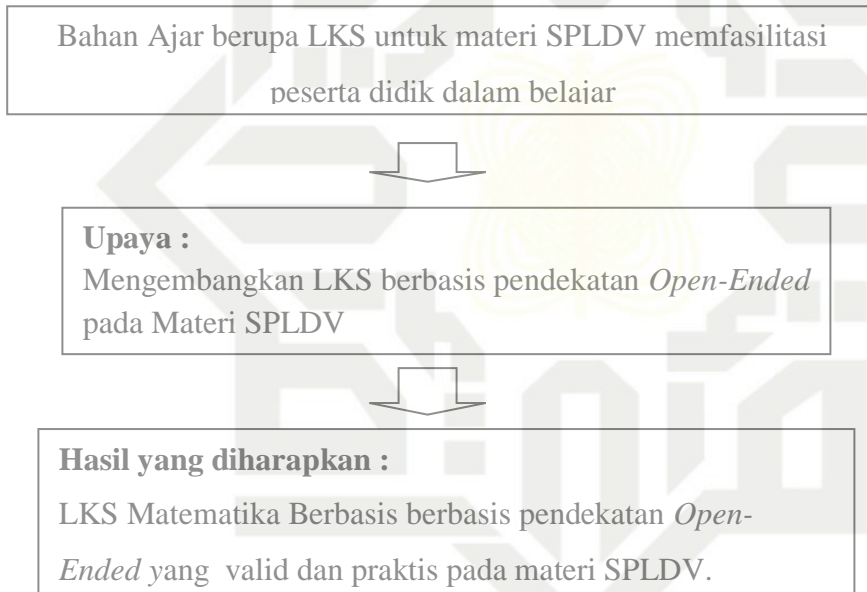 Bahan Ajar berupa LKS untuk materi SPLDV memfasilitasi
peserta didik dalam belajar
Upaya :
Mengembangkan LKS berbasis pendekatan Open-Ended
pada Materi SPLDV
Hasil yang diharapkan :
LKS Matematika Berbasis berbasis pendekatan Open-
Ended yang valid dan praktis pada materi SPLDV.